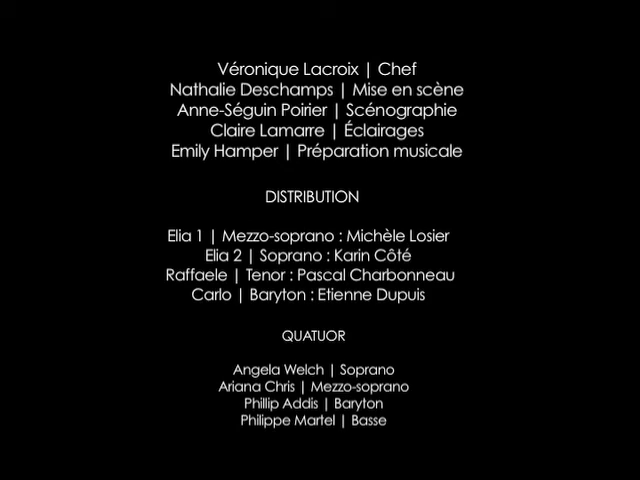 Véronique Lacroix | Chef
Nathalie Deschamps | Mise en scène
Anne-Séguin Poirier | Scénographie
Claire Lamarre | Éclairages
Emily Hamper | Préparation musicale
DISTRIBUTION
Elia 1 | Mezzo-soprano : Michèle Losier
Elia 2 | Soprano : Karin Côté
Raffaele | Tenor : Pascal Charbonneau
Carlo | Baryton : Etienne Dupuis
QUATUOR
Angela Welch | Soprano
Ariana Chris | Mezzo-soprano
Phillip Addis | Baryton
Philippe Martel | Basse